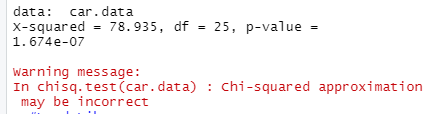 data:  car.data
X-squared = 78.935, df = 25, p-value =
1.674e-07
Warning message:
In chisq.test(car.data) : Chi-squared approximation
 may be incorrect